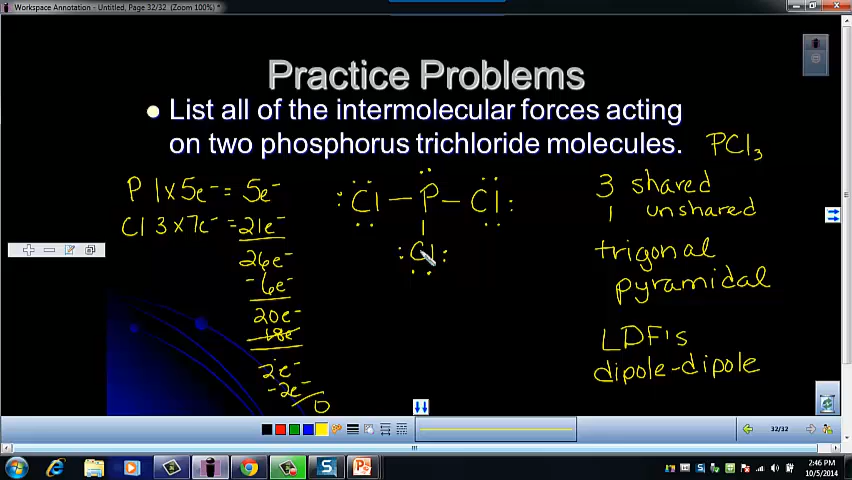 Workspace Annotation - Untitled, Page 32/32 (Zoom 100%) *
Practice Problems
• List all of the intermolecular forces acting
on two phosphorus trichloride molecules.
PCl₃
P 1x5e⁻ = 5e⁻
Cl 3x7e⁻ = 21e⁻
26e⁻
-6e⁻
20e⁻
18e⁻
2e⁻
-2e⁻
0
Cl — P — Cl
Cl
3 shared
1 unshared
trigonal
pyramidal
LDF's
dipole-dipole
32/32
2:46 PM
10/5/2014